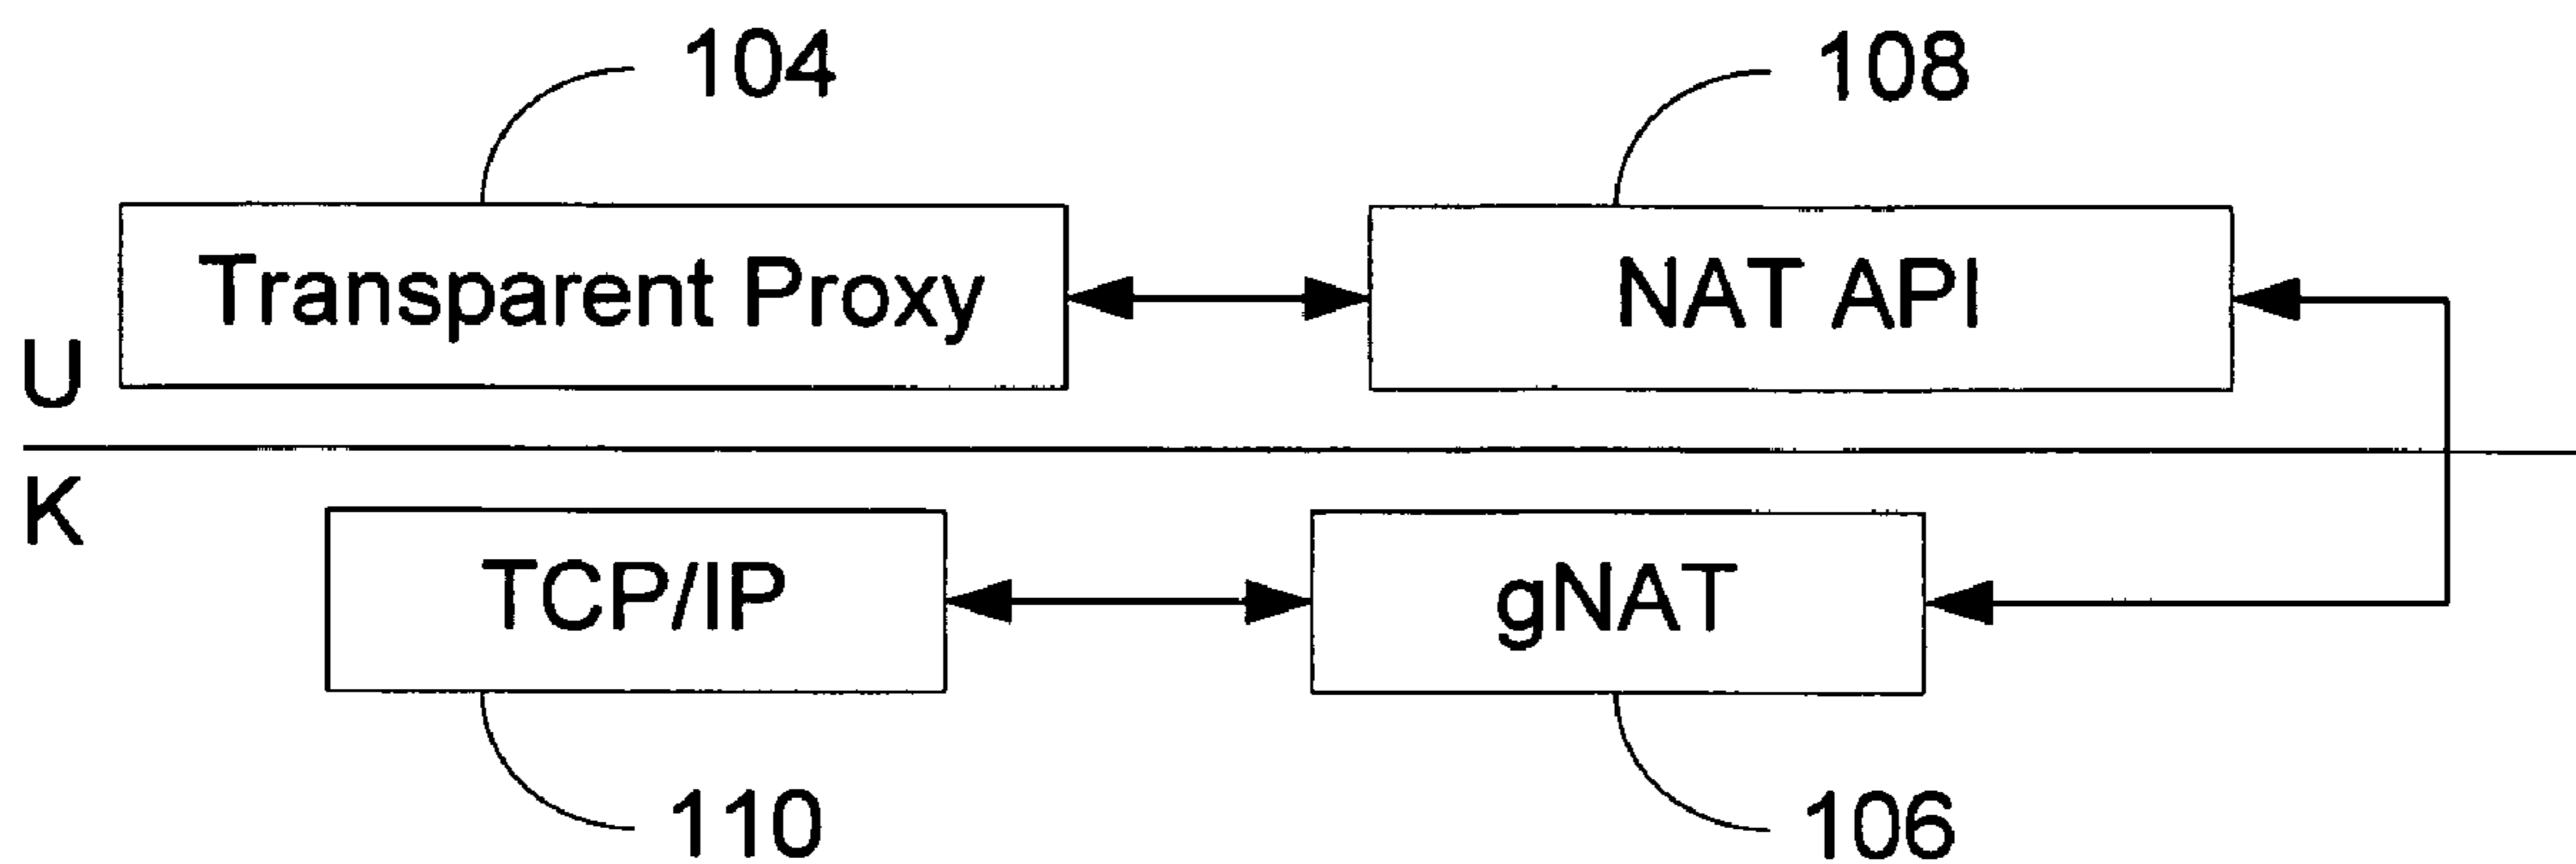 104
108
Transparent Proxy
NAT API
U
K
TCP/IP
gNAT
110
106